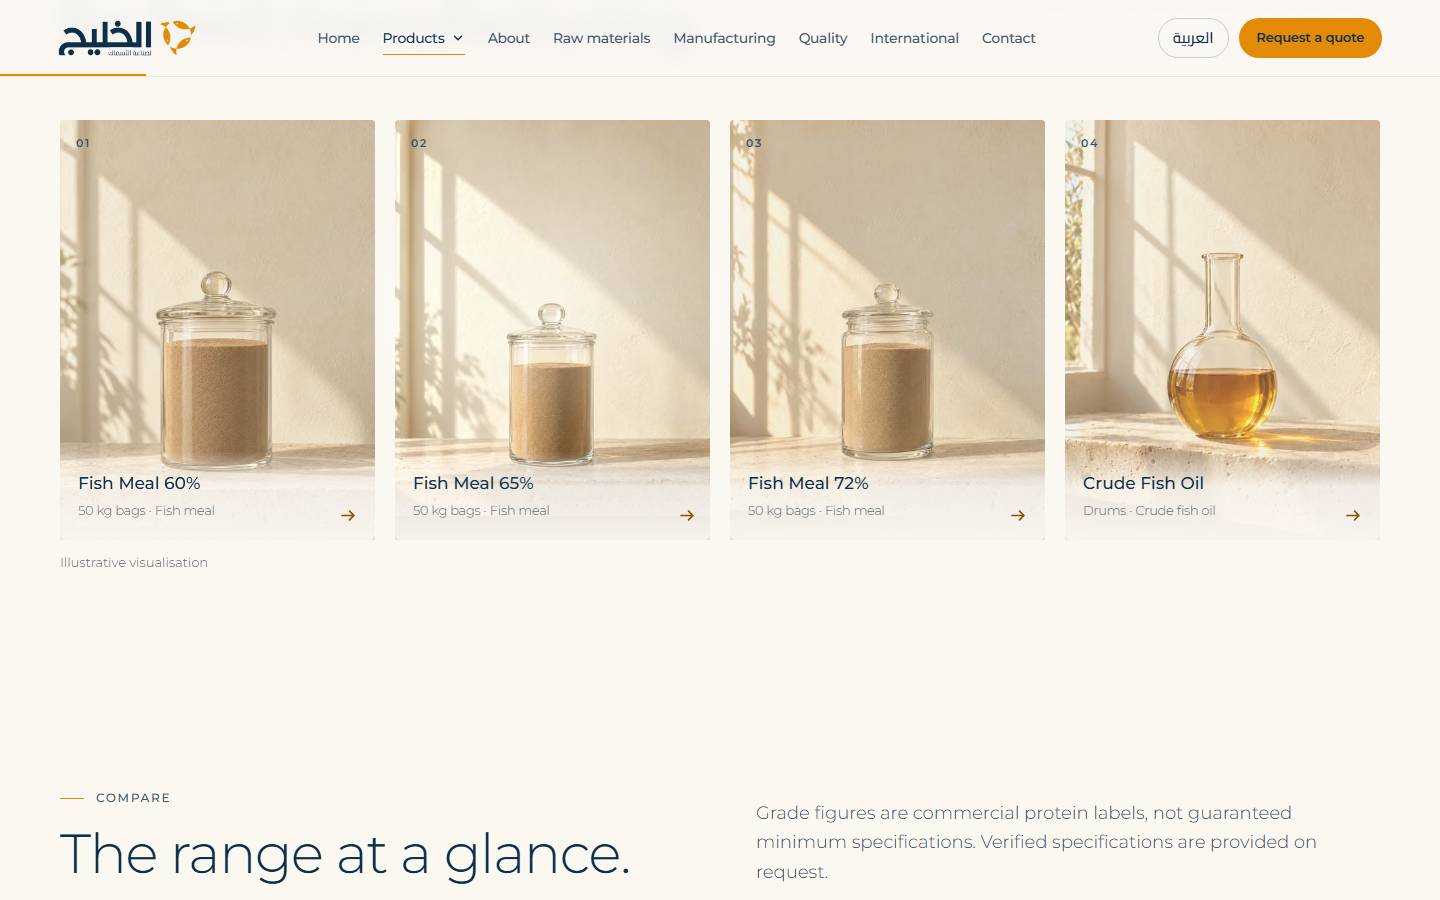 الخليج
لصناعة الأسماك
Home
Products
About
Raw materials
Manufacturing
Quality
International
Contact
العربية
Request a quote
01
02
03
04
Fish Meal 60%
50 kg bags · Fish meal
Fish Meal 65%
50 kg bags · Fish meal
Fish Meal 72%
50 kg bags · Fish meal
Crude Fish Oil
Drums · Crude fish oil
Illustrative visualisation
COMPARE
The range at a glance.
Grade figures are commercial protein labels, not guaranteed
minimum specifications. Verified specifications are provided on
request.